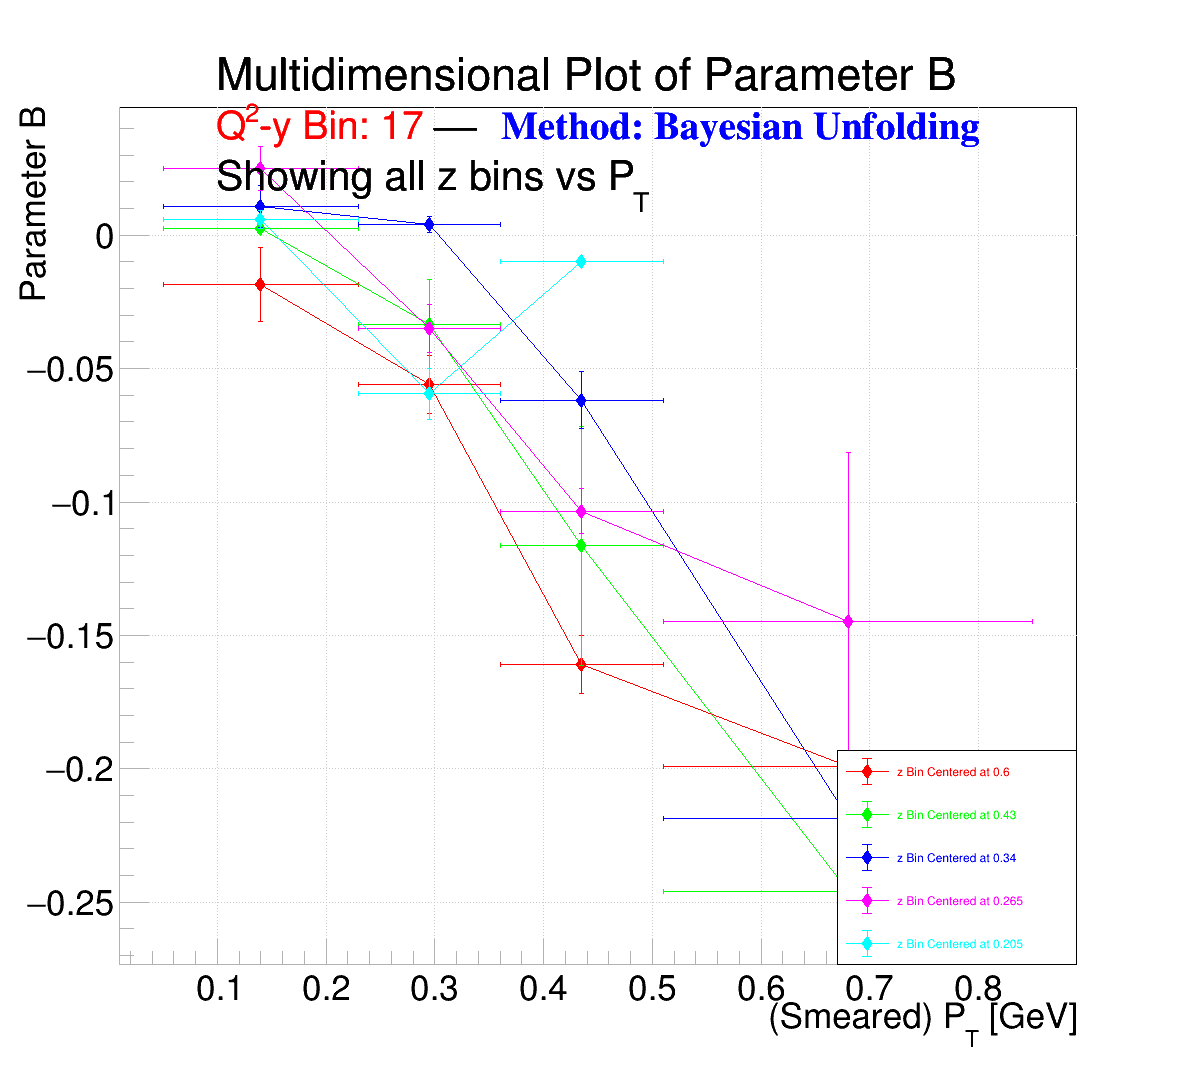 Multidimensional Plot of Parameter B
Q²-y Bin: 17 — Method: Bayesian Unfolding
Showing all z bins vs P_T
Parameter B
0
−0.05
−0.1
−0.15
−0.2
−0.25
z Bin Centered at 0.6
z Bin Centered at 0.43
z Bin Centered at 0.34
z Bin Centered at 0.265
z Bin Centered at 0.205
0.1 0.2 0.3 0.4 0.5 0.6 0.7 0.8
(Smeared) P_T [GeV]